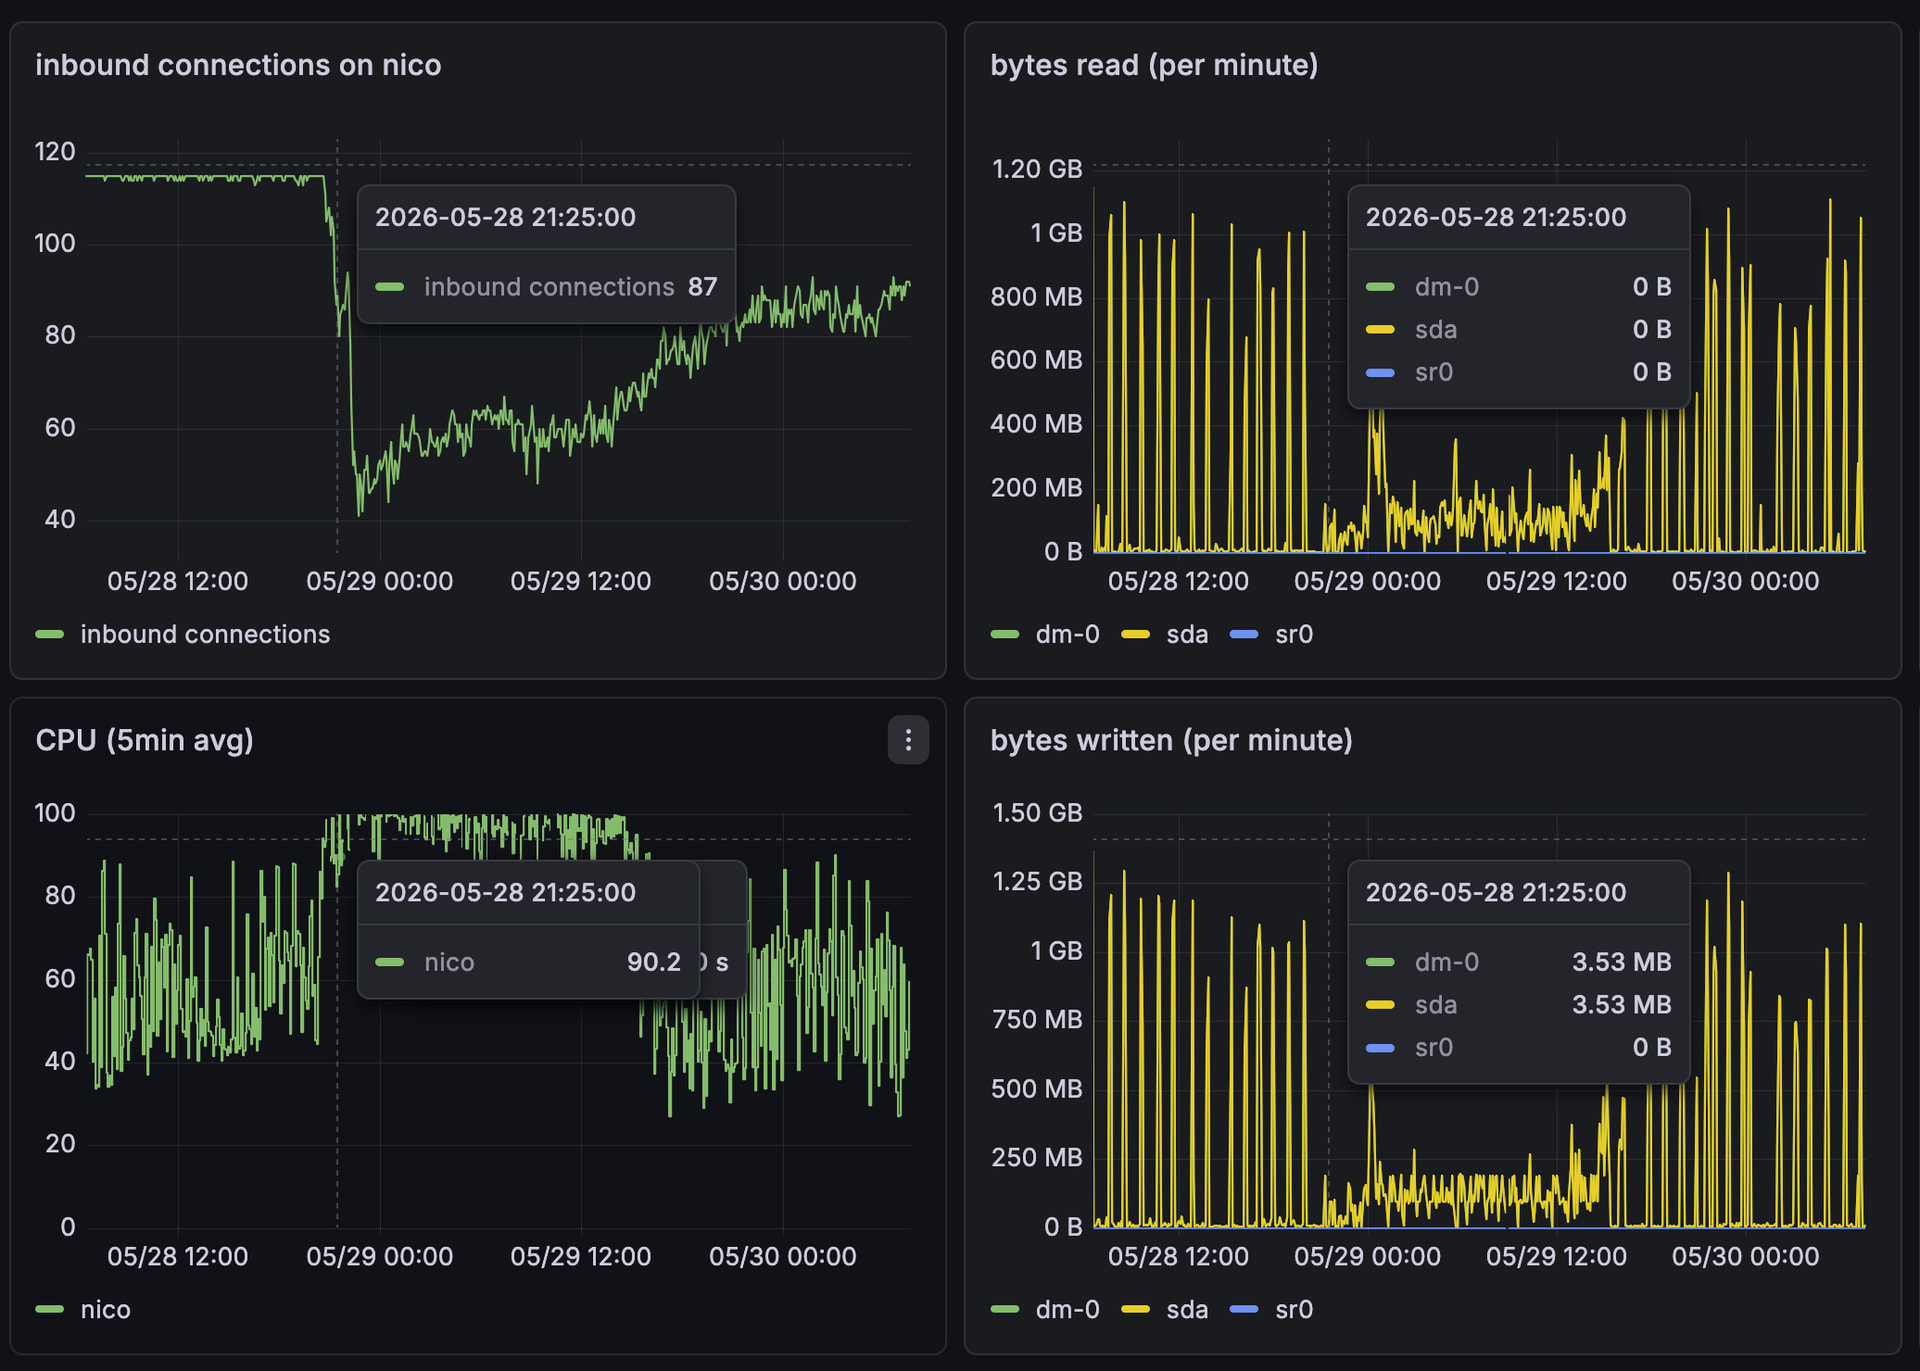 inbound connections on nico
120
100
80
60
40
2026-05-28 21:25:00
inbound connections 87
05/28 12:00 05/29 00:00 05/29 12:00 05/30 00:00
inbound connections
bytes read (per minute)
1.20 GB
1 GB
800 MB
600 MB
400 MB
200 MB
0 B
2026-05-28 21:25:00
dm-0 0 B
sda 0 B
sr0 0 B
05/28 12:00 05/29 00:00 05/29 12:00 05/30 00:00
dm-0 sda sr0
CPU (5min avg)
100
80
60
40
20
0
2026-05-28 21:25:00
nico 90.2
s
05/28 12:00 05/29 00:00 05/29 12:00 05/30 00:00
nico
bytes written (per minute)
1.50 GB
1.25 GB
1 GB
750 MB
500 MB
250 MB
0 B
2026-05-28 21:25:00
dm-0 3.53 MB
sda 3.53 MB
sr0 0 B
05/28 12:00 05/29 00:00 05/29 12:00 05/30 00:00
dm-0 sda sr0